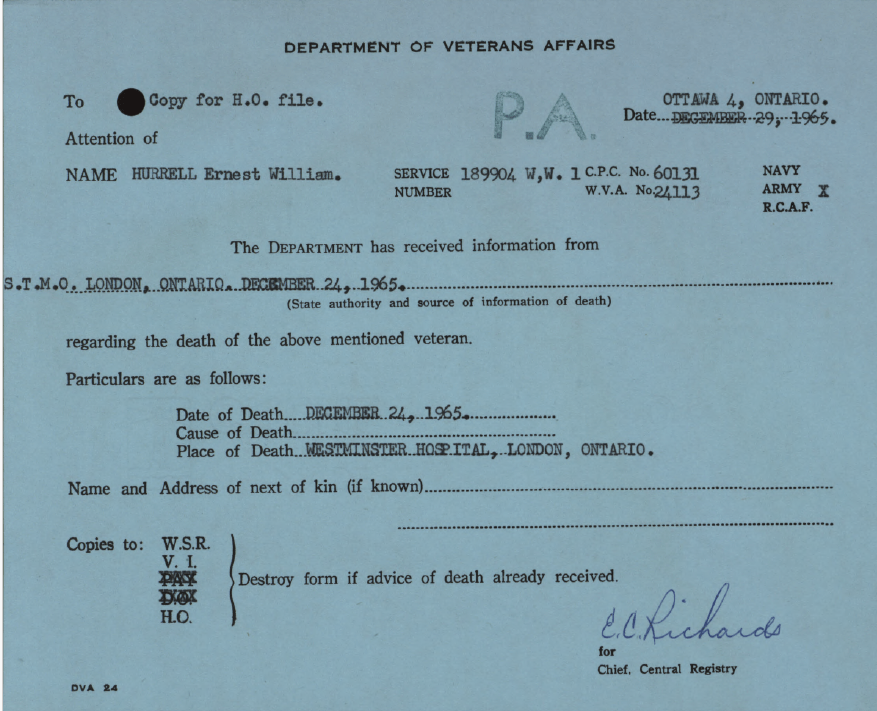 DEPARTMENT OF VETERANS AFFAIRS
To Copy for H.O. file.
P.A.
OTTAWA 4, ONTARIO.
Date DECEMBER 29, 1965.
Attention of
NAME HURRELL Ernest William. SERVICE NUMBER 189904 W,W. 1 C.P.C. No. 60131 NAVY
W.V.A. No. 24113 ARMY X
R.C.A.F.
The DEPARTMENT has received information from
S.T.M.O. LONDON, ONTARIO. DECEMBER 24, 1965.
(State authority and source of information of death)
regarding the death of the above mentioned veteran.
Particulars are as follows:
Date of Death DECEMBER 24, 1965.
Cause of Death
Place of Death WESTMINSTER HOSPITAL, LONDON, ONTARIO.
Name and Address of next of kin (if known)
Copies to: W.S.R.
V. I.
PAY
D.O.
H.O.
Destroy form if advice of death already received.
E.C. Richards
for
Chief, Central Registry
DVA 24